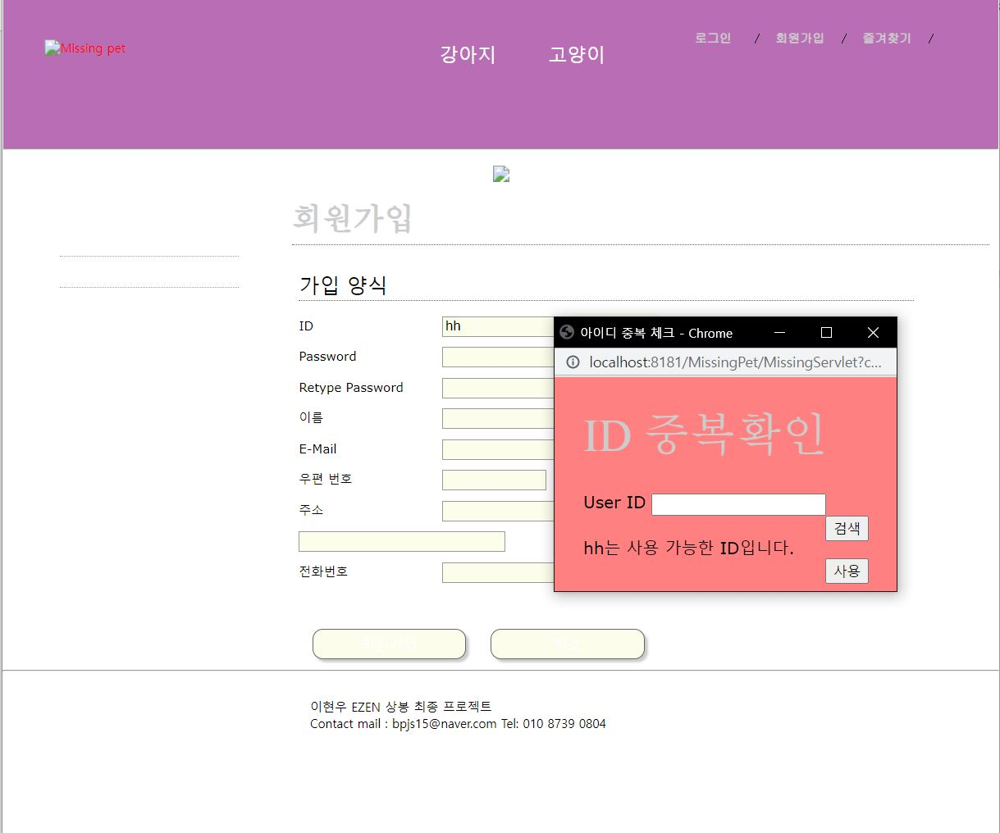 Missing pet
강아지 고양이
로그인 / 회원가입 / 즐겨찾기 /
회원가입
가입 양식
ID hh
Password
Retype Password
이름
E-Mail
우편 번호
주소
전화번호
아이디 중복 체크 - Chrome
localhost:8181/MissingPet/MissingServlet?c...
ID 중복확인
User ID
검색
hh는 사용 가능한 ID입니다.
사용
회원가입 취소
이현우 EZEN 상봉 최종 프로젝트
Contact mail : bpjs15@naver.com Tel: 010 8739 0804